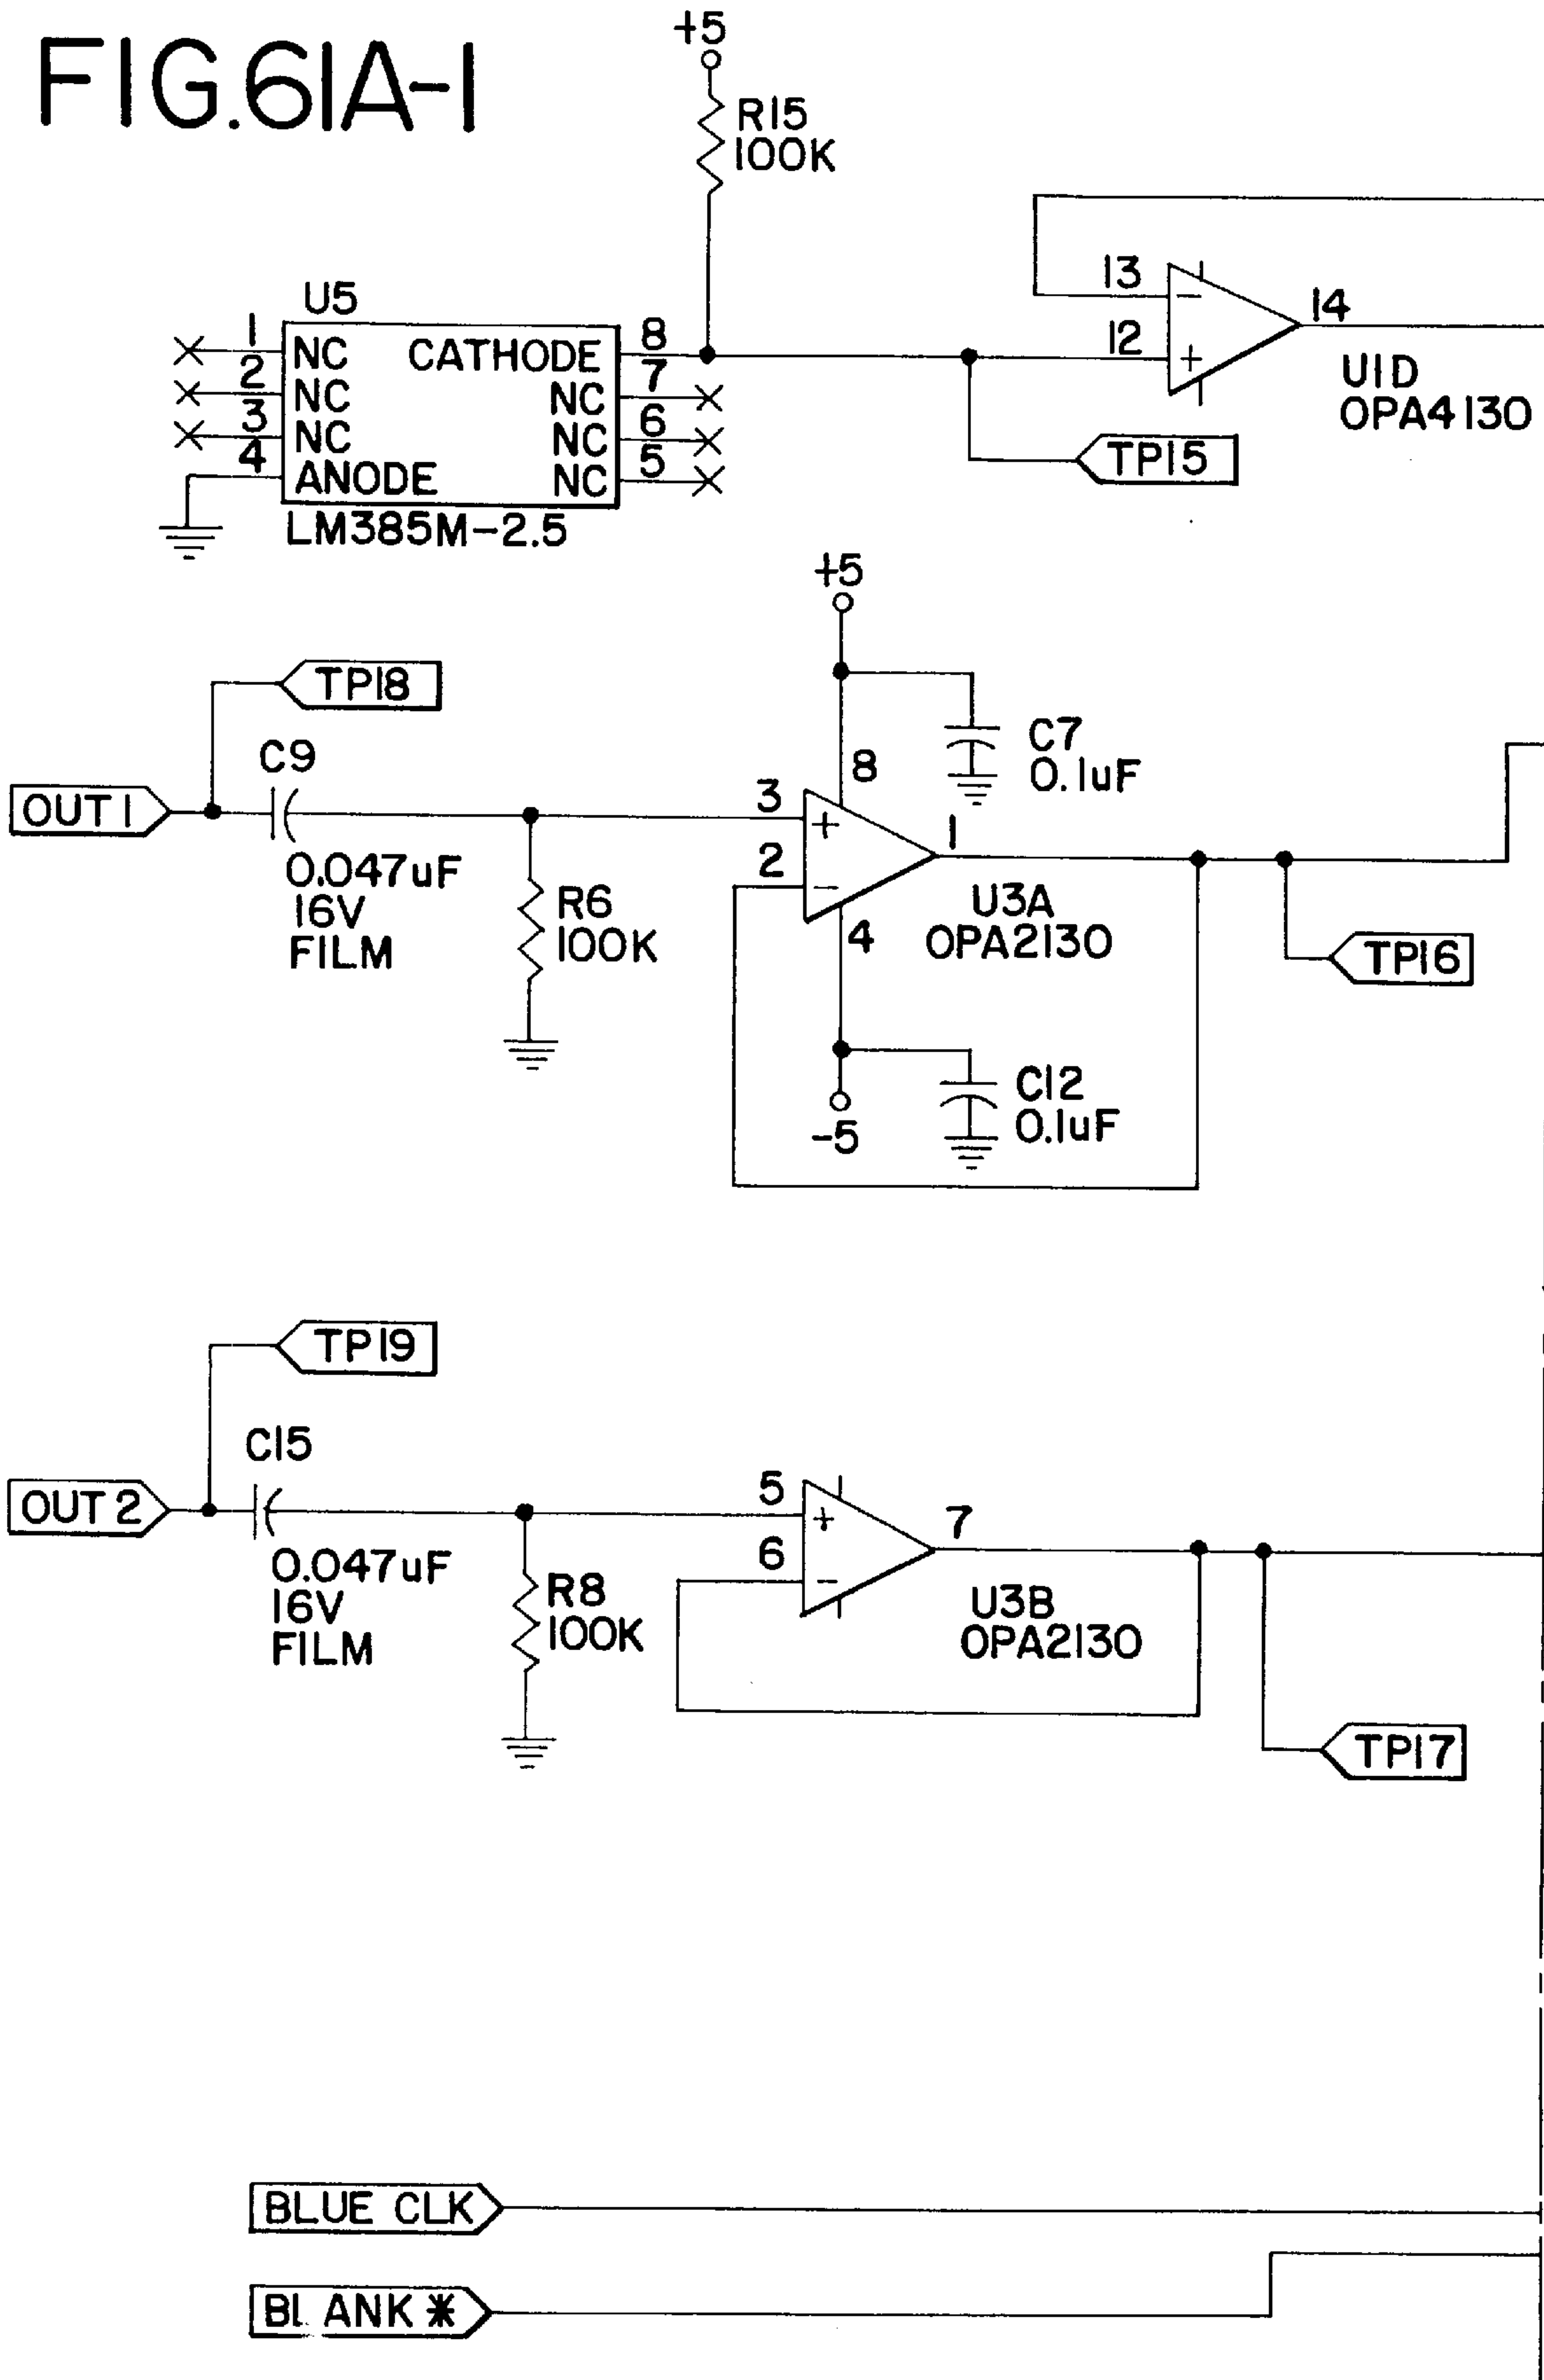 FIG.61A-1
+5
R15
100K
U5
1
NC
CATHODE
8
2
NC
NC
7
3
NC
NC
6
4
ANODE
NC
5
LM385M-2.5
13
-
12
+
14
U1D
OPA4130
TP15
+5
TP18
C9
OUT 1
0.047uF
16V
FILM
R6
100K
8
C7
0.1uF
3
+
2
-
1
4
U3A
OPA2130
TP16
-5
C12
0.1uF
TP19
C15
OUT 2
0.047uF
16V
FILM
R8
100K
5
+
6
-
7
U3B
OPA2130
TP17
BLUE CLK
BLANK*